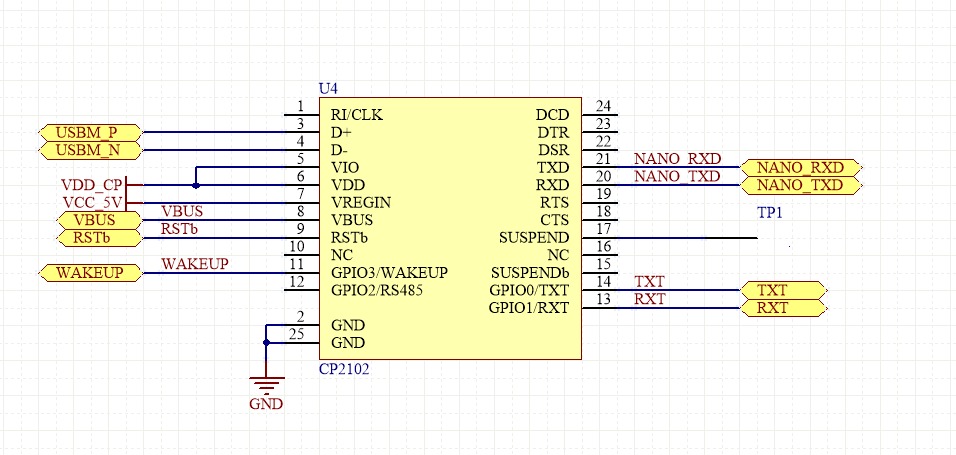 U4
1 RI/CLK DCD 24
USBM_P 3 D+ DTR 23
USBM_N 4 D- DSR 22
5 VIO TXD 21 NANO_RXD NANO_RXD
VDD_CP 6 VDD RXD 20 NANO_TXD NANO_TXD
VCC_5V 7 VREGIN RTS 19
VBUS VBUS 8 VBUS CTS 18
RSTb RSTb 9 RSTb SUSPEND 17 TP1
10 NC NC 16
WAKEUP WAKEUP 11 GPIO3/WAKEUP SUSPENDb 15
12 GPIO2/RS485 GPIO0/TXT 14 TXT TXT
GPIO1/RXT 13 RXT RXT
2 GND
25 GND
CP2102
GND